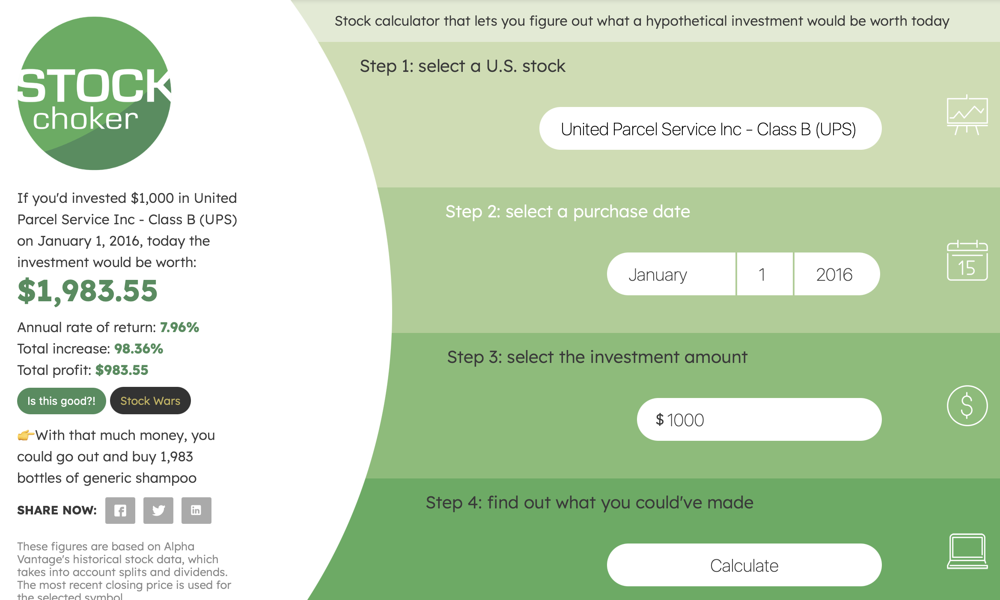 STOCK
choker
If you'd invested $1,000 in United
Parcel Service Inc - Class B (UPS)
on January 1, 2016, today the
investment would be worth:
$1,983.55
Annual rate of return: 7.96%
Total increase: 98.36%
Total profit: $983.55
Is this good?! Stock Wars
👉With that much money, you
could go out and buy 1,983
bottles of generic shampoo
SHARE NOW:
These figures are based on Alpha
Vantage's historical stock data, which
takes into account splits and dividends.
The most recent closing price is used for
the selected symbol
Stock calculator that lets you figure out what a hypothetical investment would be worth today
Step 1: select a U.S. stock
United Parcel Service Inc - Class B (UPS)
Step 2: select a purchase date
January 1 2016
15
Step 3: select the investment amount
$ 1000
$
Step 4: find out what you could've made
Calculate